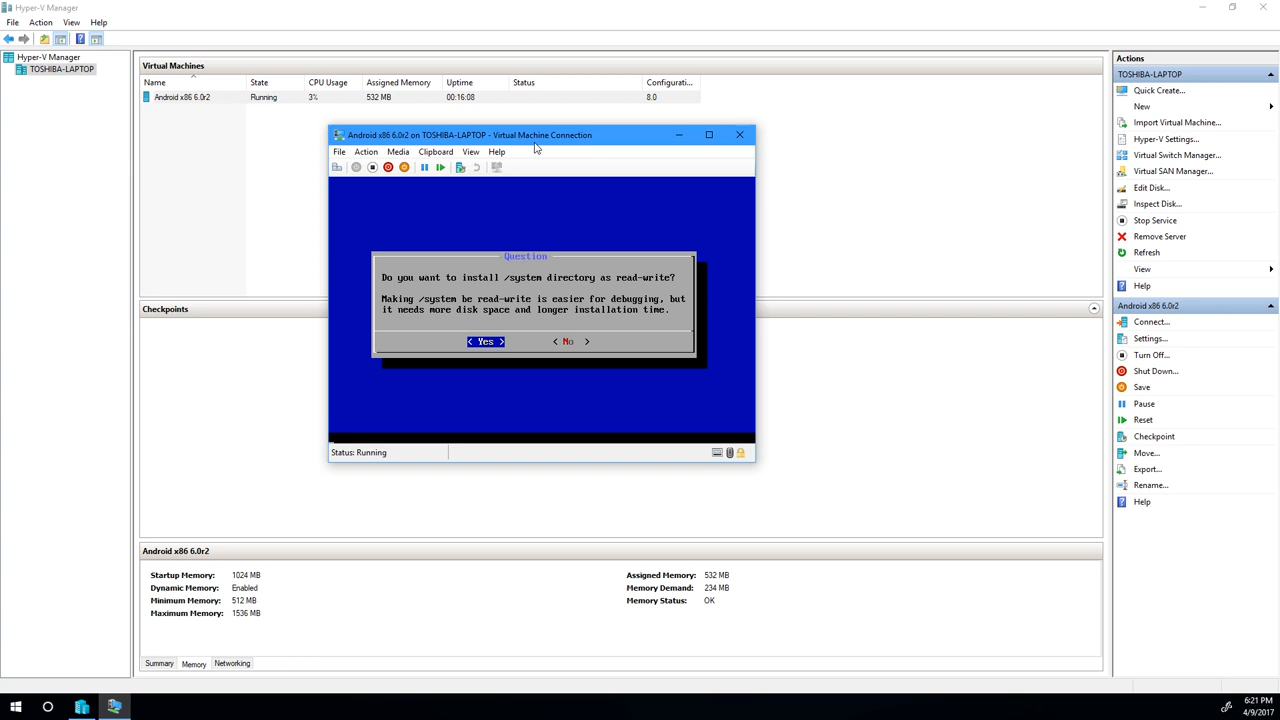 Hyper-V Manager
File Action View Help
Hyper-V Manager
TOSHIBA-LAPTOP
Virtual Machines
Name State CPU Usage Assigned Memory Uptime Status Configurati...
Android x86 6.0r2 Running 3% 532 MB 00:16:08 8.0
Android x86 6.0r2 on TOSHIBA-LAPTOP - Virtual Machine Connection
File Action Media Clipboard View Help
Question
Do you want to install /system directory as read-write?
Making /system be read-write is easier for debugging, but
it needs more disk space and longer installation time.
< Yes > < No >
Status: Running
Checkpoints
Android x86 6.0r2
Startup Memory: 1024 MB
Dynamic Memory: Enabled
Minimum Memory: 512 MB
Maximum Memory: 1536 MB
Assigned Memory: 532 MB
Memory Demand: 234 MB
Memory Status: OK
Summary Memory Networking
Actions
TOSHIBA-LAPTOP
Quick Create...
New
Import Virtual Machine...
Hyper-V Settings...
Virtual Switch Manager...
Virtual SAN Manager...
Edit Disk...
Inspect Disk...
Stop Service
Remove Server
Refresh
View
Help
Android x86 6.0r2
Connect...
Settings...
Turn Off...
Shut Down...
Save
Pause
Reset
Checkpoint
Move...
Export...
Rename...
Help
6:21 PM
4/9/2017